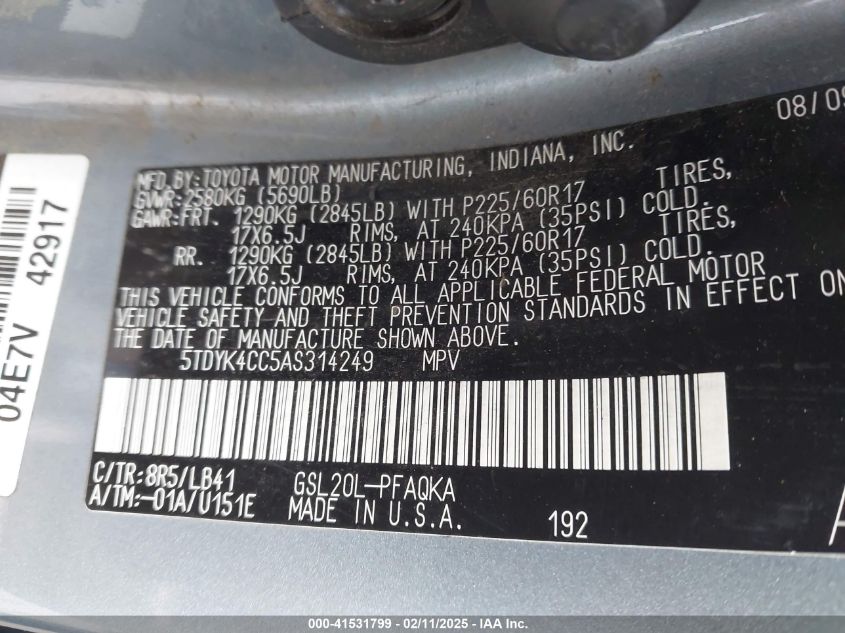 08/09
MFD.BY:TOYOTA MOTOR MANUFACTURING, INDIANA, INC.
GVWR:2580KG (5690LB)
GAWR:FRT. 1290KG (2845LB) WITH P225/60R17 TIRES,
17X6.5J RIMS, AT 240KPA (35PSI) COLD.
RR. 1290KG (2845LB) WITH P225/60R17 TIRES,
17X6.5J RIMS, AT 240KPA (35PSI) COLD.
THIS VEHICLE CONFORMS TO ALL APPLICABLE FEDERAL MOTOR
VEHICLE SAFETY AND THEFT PREVENTION STANDARDS IN EFFECT ON
THE DATE OF MANUFACTURE SHOWN ABOVE.
5TDYK4CC5AS314249 MPV
C/TR:8R5/LB41 GSL20L-PFAQKA
A/TM:-01A/U151E MADE IN U.S.A. 192
A
04E7V 42917
000-41531799 - 02/11/2025 - IAA Inc.